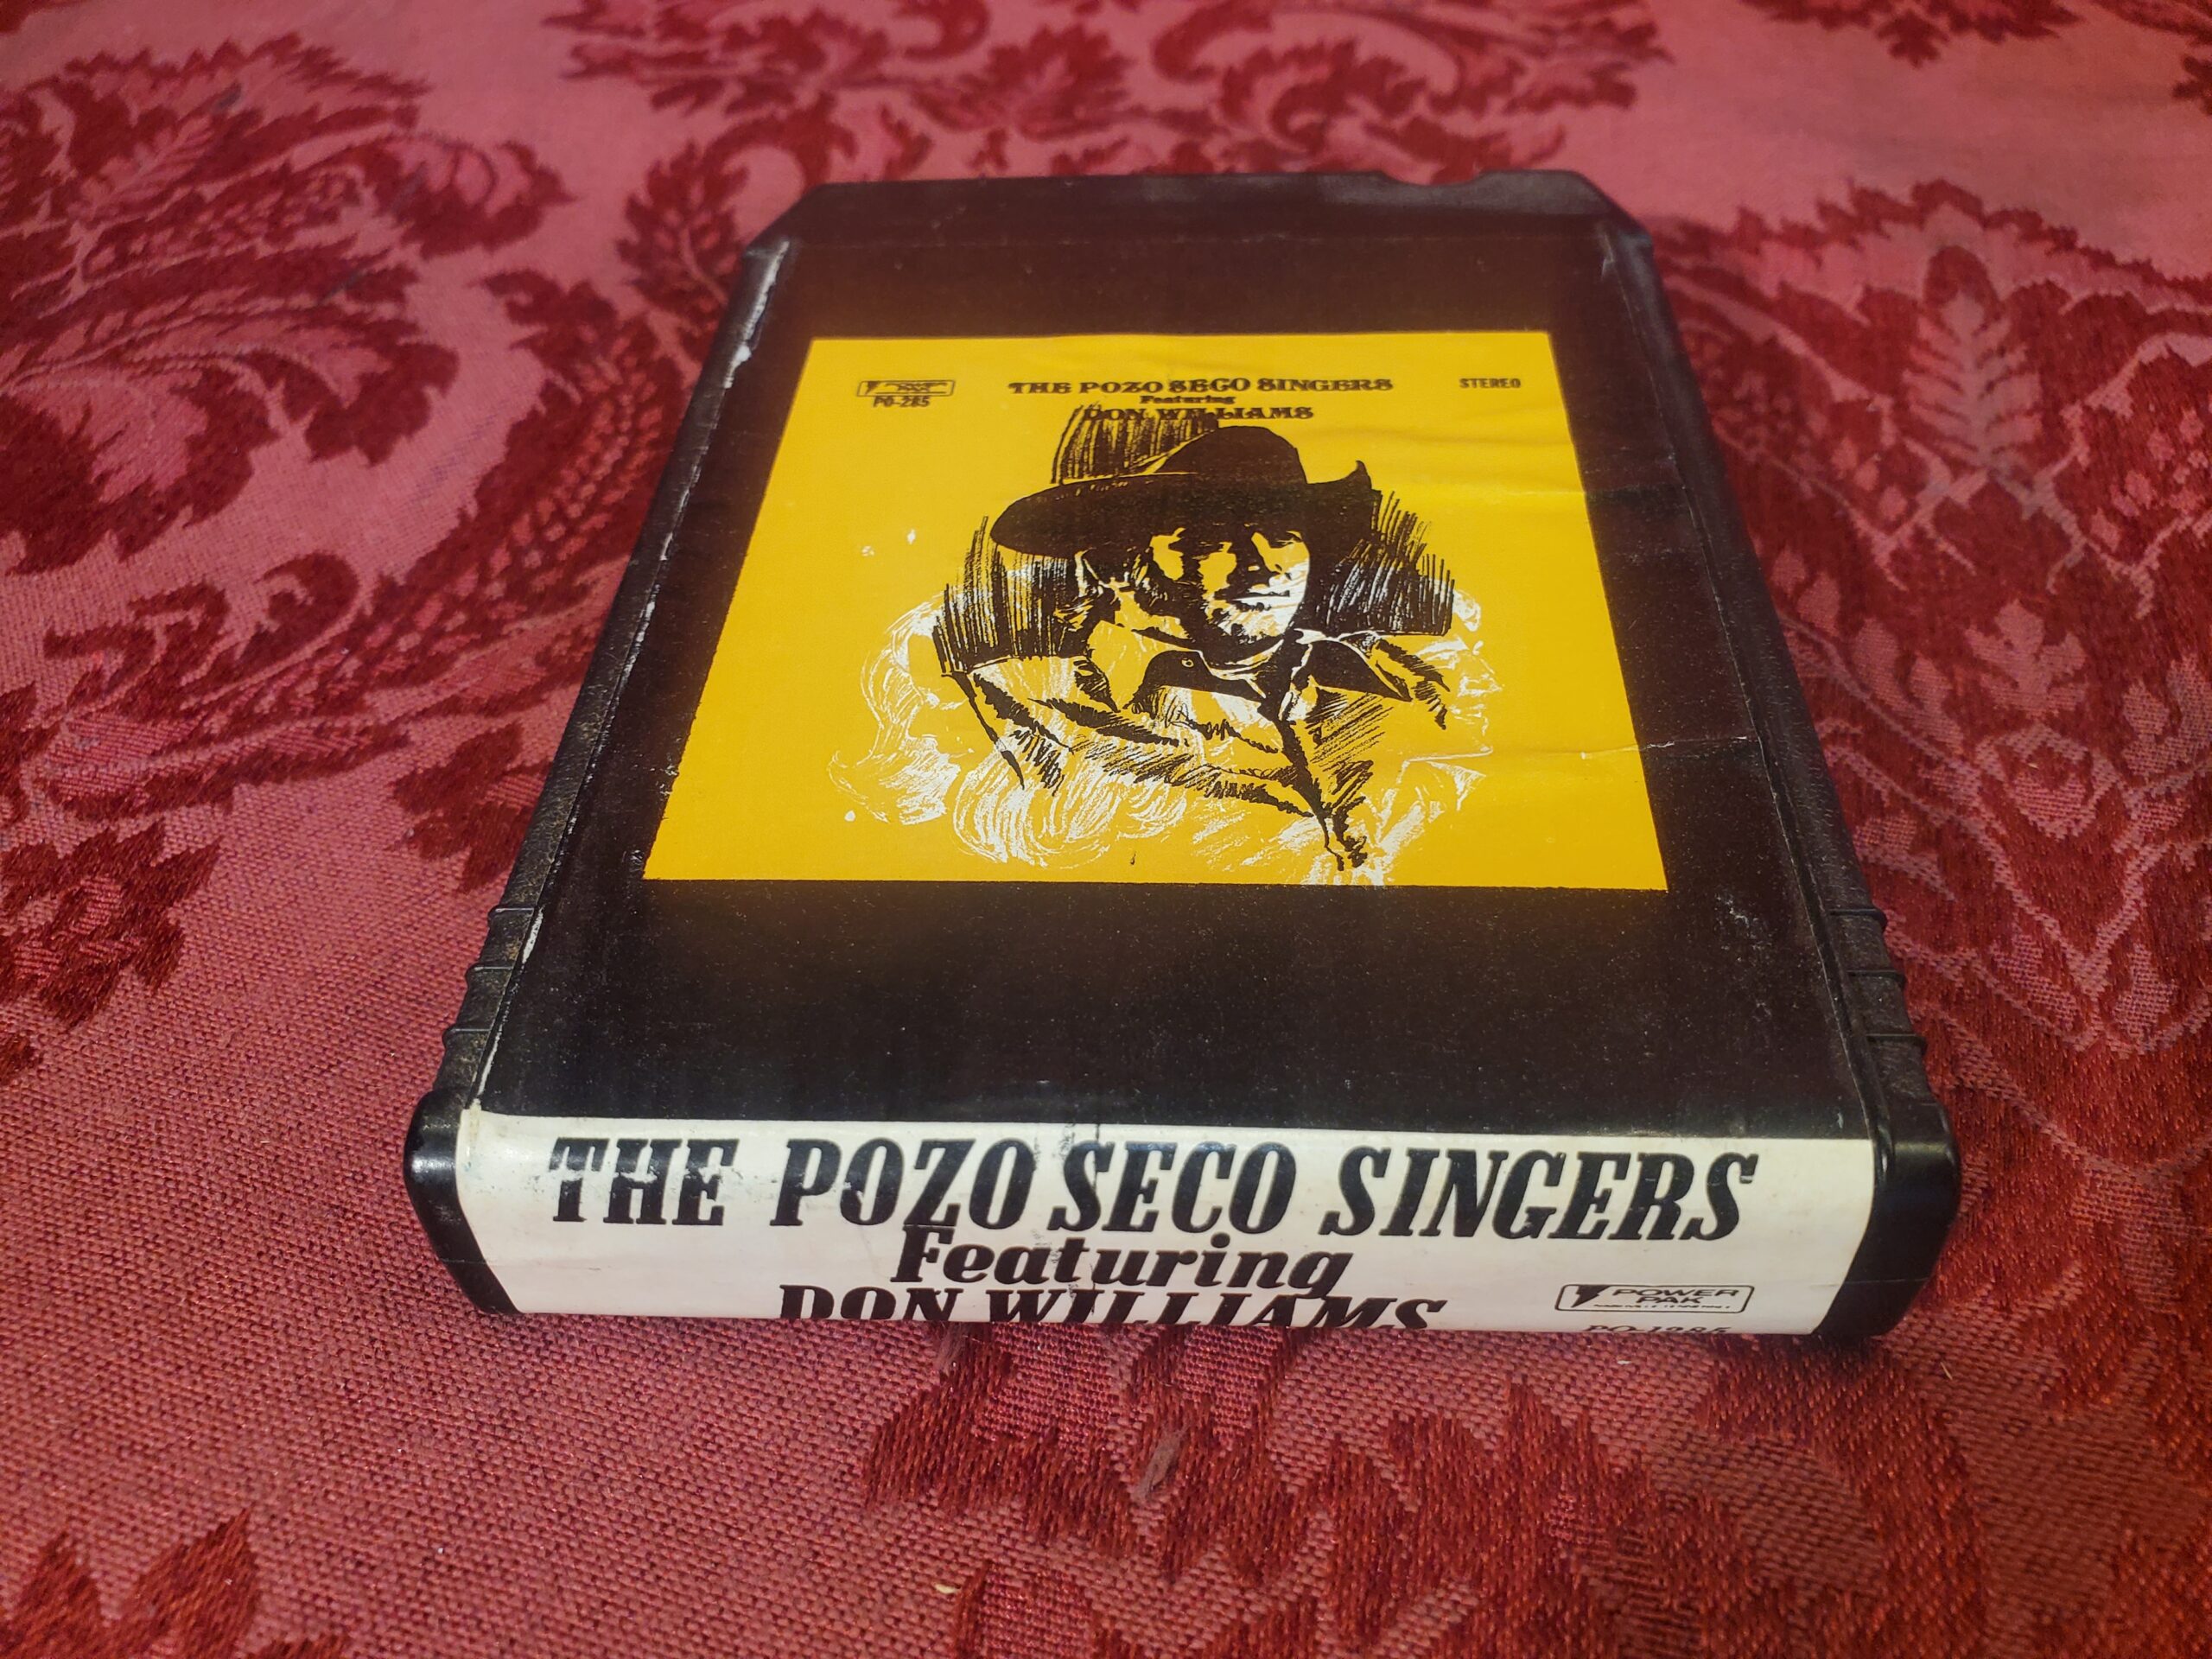 PO-285
THE POZO SECO SINGERS
Featuring
DON WILLIAMS
STEREO
THE POZO SECO SINGERS
Featuring
DON WILLIAMS
POWER
PAK